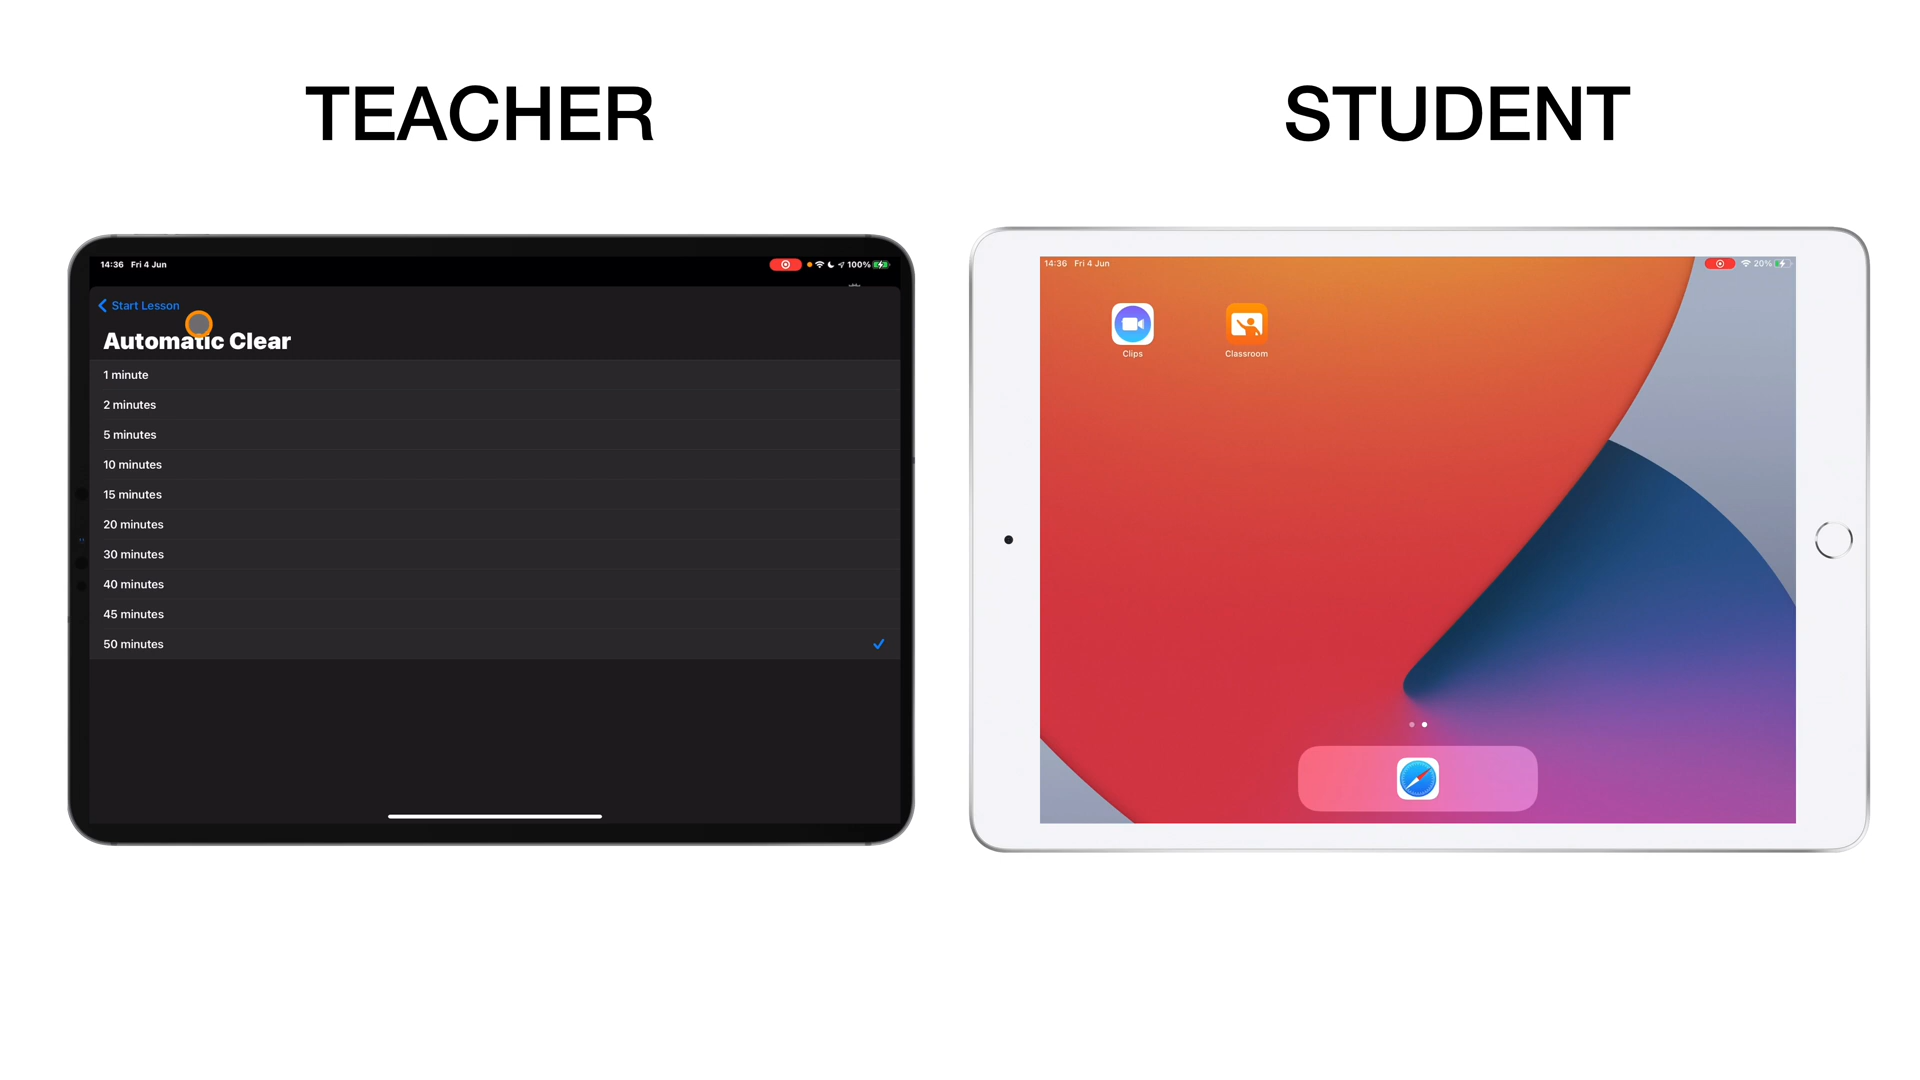 TEACHER
STUDENT
14:36 Fri 4 Jun
100%
Start Lesson
Automatic Clear
1 minute
2 minutes
5 minutes
10 minutes
15 minutes
20 minutes
30 minutes
40 minutes
45 minutes
50 minutes
14:36 Fri 4 Jun
20%
Clips
Classroom